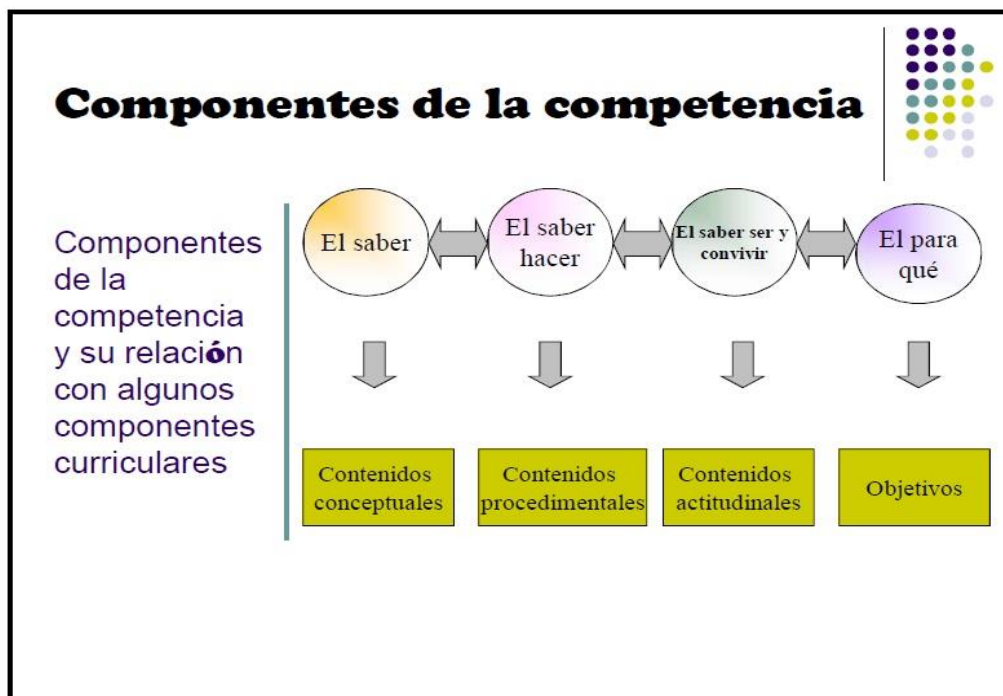 Componentes de la competencia
Componentes
de la
competencia
y su relación
con algunos
componentes
curriculares
El saber
El saber
hacer
El saber ser y
convivir
El para
qué
Contenidos
conceptuales
Contenidos
procedimentales
Contenidos
actitudinales
Objetivos